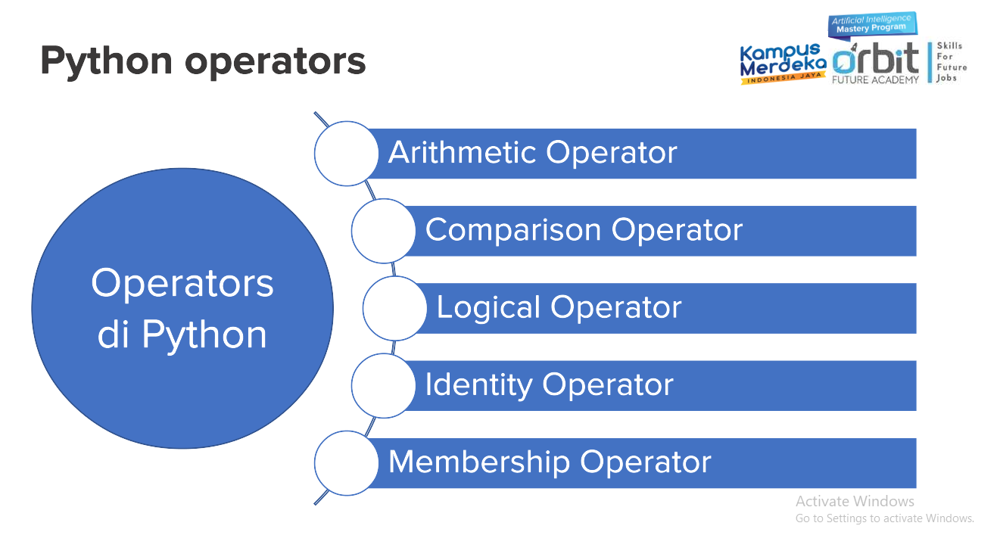 Python operators
Artificial Intelligence
Mastery Program
Kampus
Merdeka
INDONESIA JAYA
orbit
FUTURE ACADEMY
Skills
For
Future
Jobs
Operators
di Python
Arithmetic Operator
Comparison Operator
Logical Operator
Identity Operator
Membership Operator
Activate Windows
Go to Settings to activate Windows.